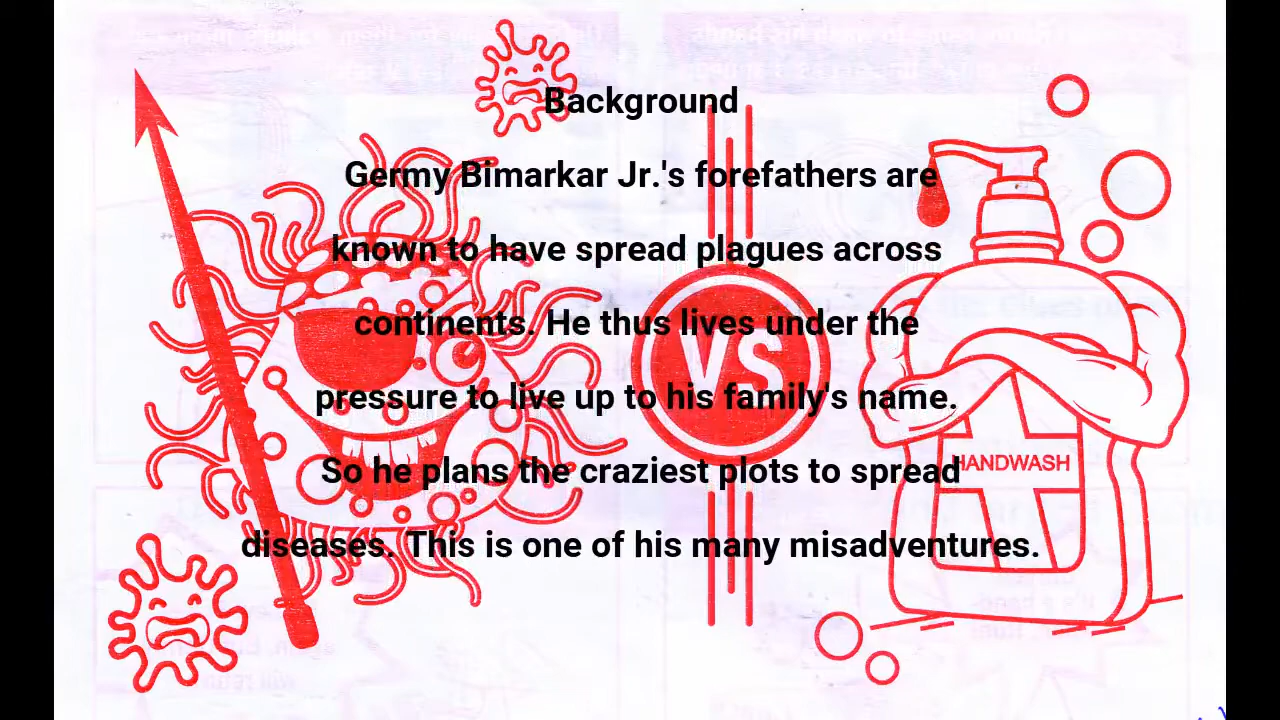 Background
Germy Bimarkar Jr.'s forefathers are
known to have spread plagues across
continents. He thus lives under the
VS
pressure to live up to his family's name.
So he plans the craziest plots to spread
HANDWASH
diseases. This is one of his many misadventures.